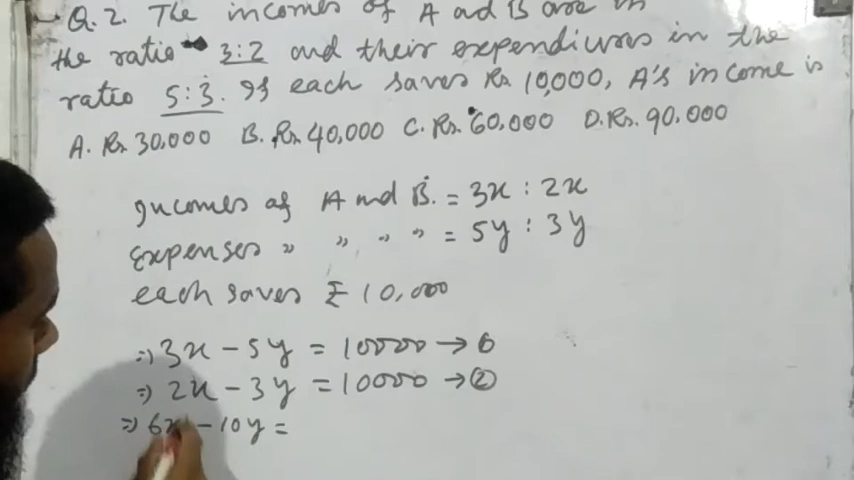 Q. 2. The incomes of A and B are in
the ratio 3:2 and their expendiures in the
ratio 5:3. If each saves Rs 10,000, A's income is
A. Rs. 30,000 B. Rs. 40,000 C. Rs. 60,000 D. Rs. 90,000
Incomes of A and B. = 3x : 2x
Expenses " " " " = 5y : 3y
each saves ₹ 10,000
⇒ 3x - 5y = 10000 →
⇒ 2x - 3y = 10000 → ②
⇒ 6x - 10y =